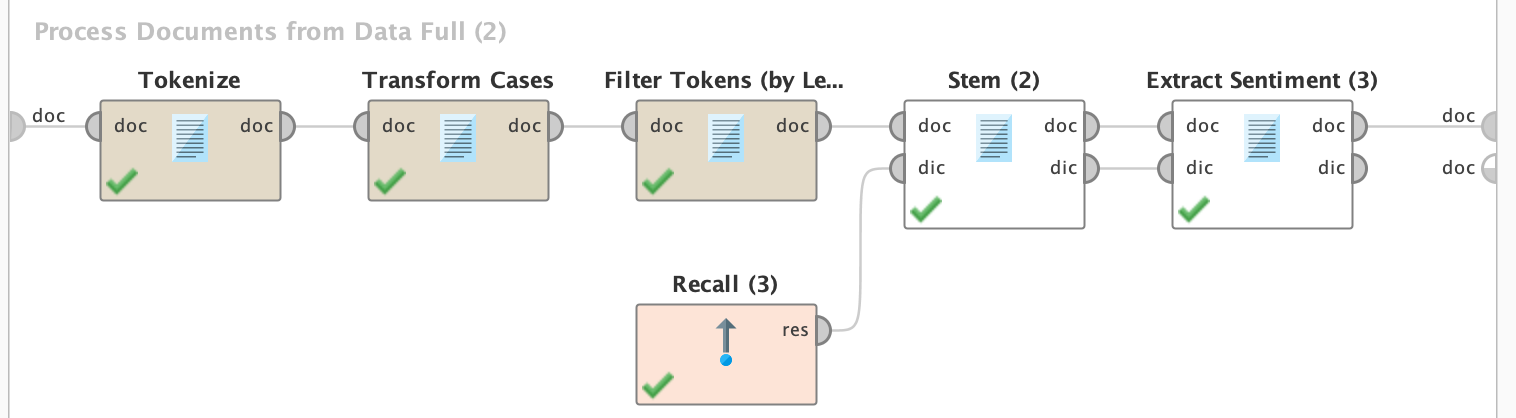 Process Documents from Data Full (2)
Tokenize
Transform Cases
Filter Tokens (by Le...
Stem (2)
Extract Sentiment (3)
doc
doc doc
doc doc
doc doc
doc doc
dic dic
doc doc
dic dic
doc
doc
Recall (3)
res